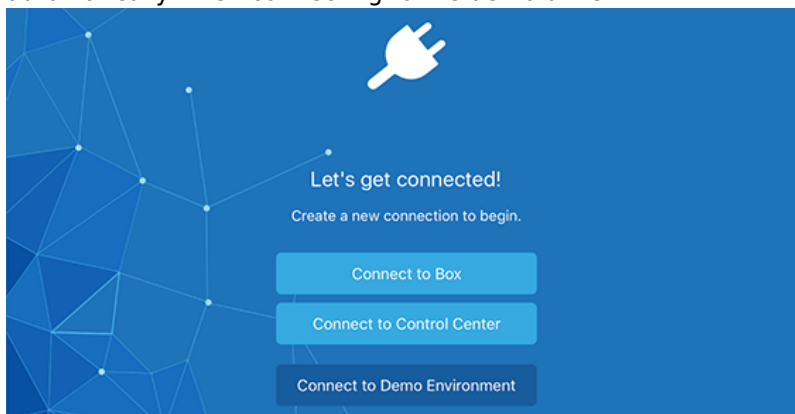 Let's get connected!
Create a new connection to begin.
Connect to Box
Connect to Control Center
Connect to Demo Environment